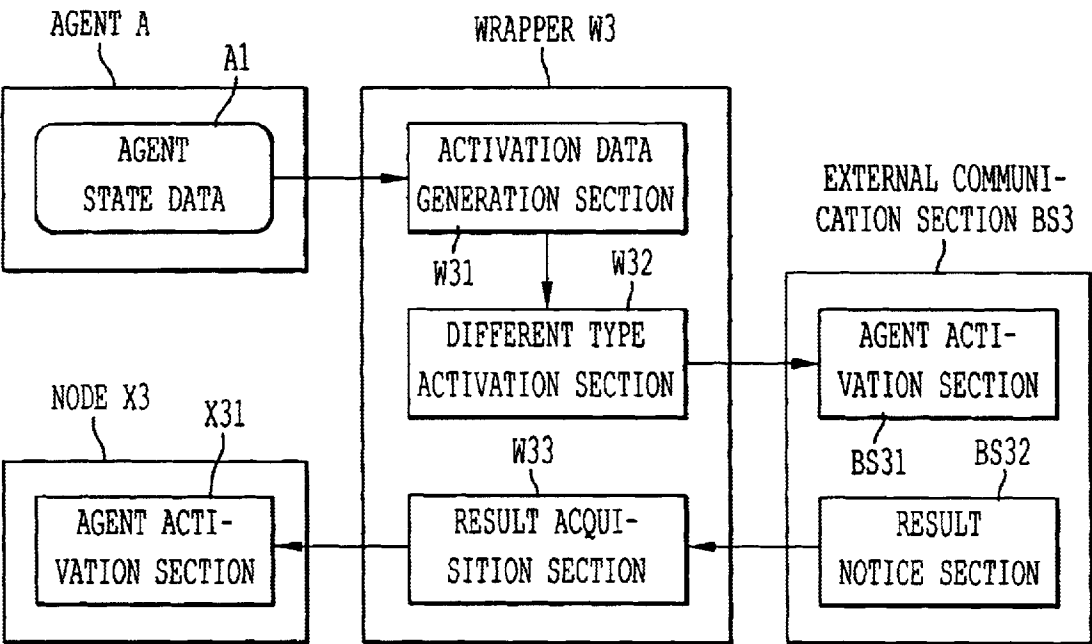 AGENT A
A1
AGENT
STATE DATA
WRAPPER W3
ACTIVATION DATA
GENERATION SECTION
W31
W32
DIFFERENT TYPE
ACTIVATION SECTION
EXTERNAL COMMUNI-
CATION SECTION BS3
AGENT ACTI-
VATION SECTION
BS31
BS32
RESULT
NOTICE SECTION
W33
RESULT ACQUI-
SITION SECTION
NODE X3
X31
AGENT ACTI-
VATION SECTION